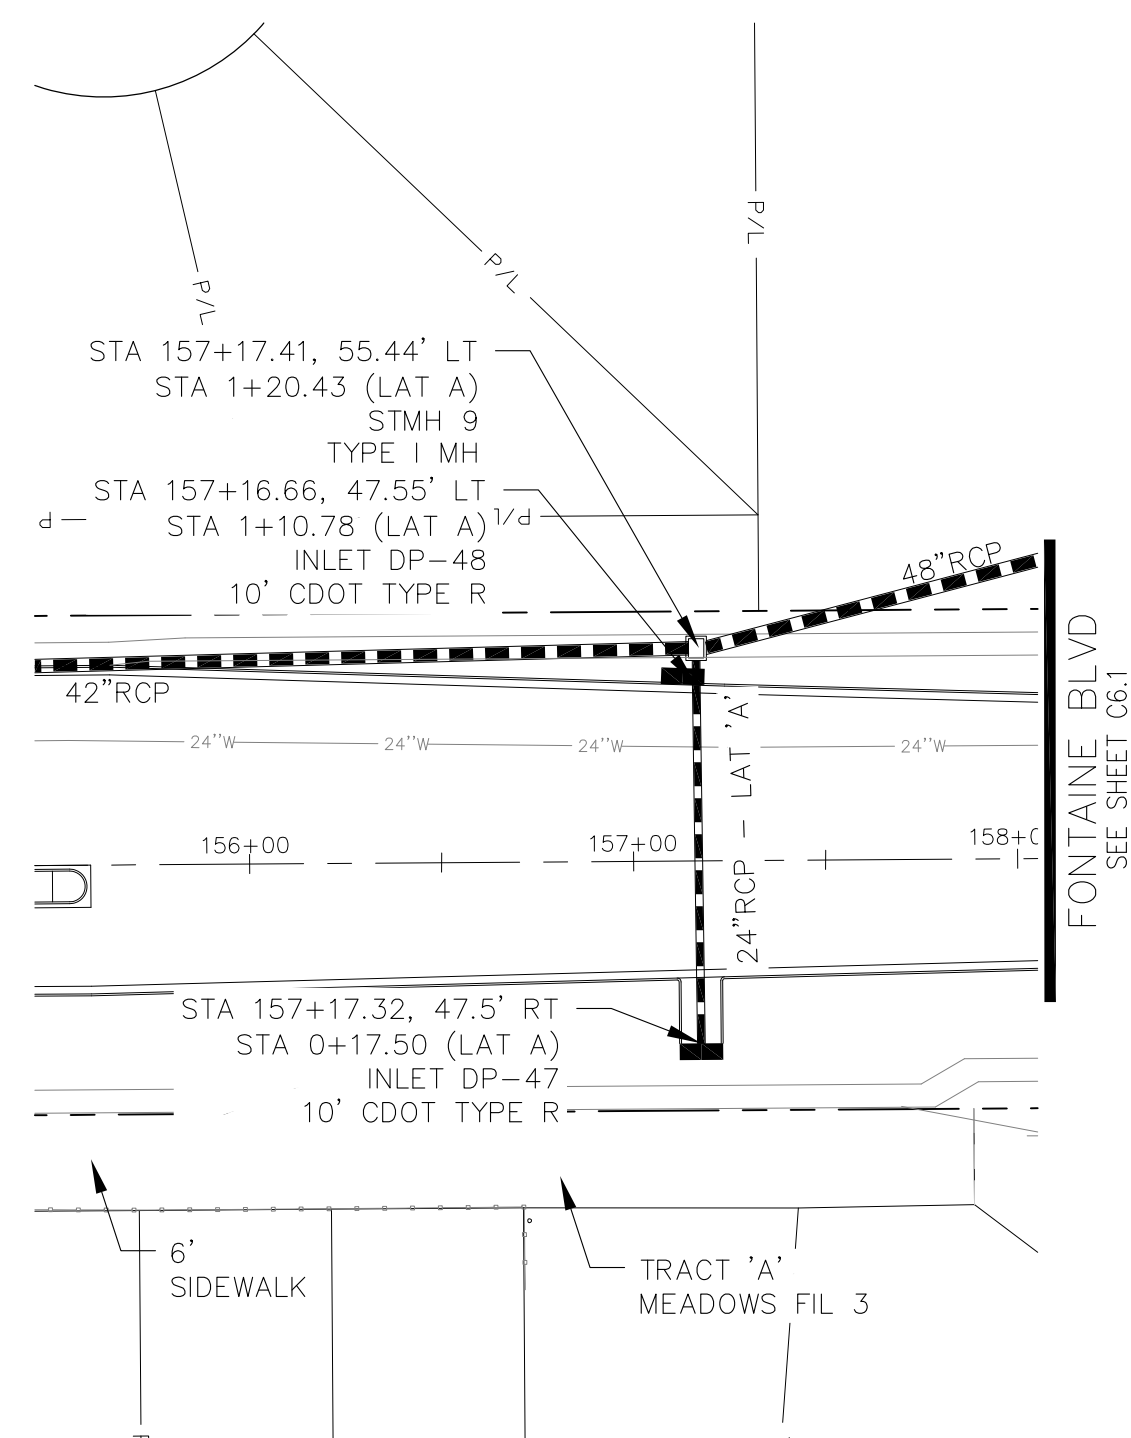 P/L
P/L
P/L
STA 157+17.41, 55.44' LT
STA 1+20.43 (LAT A)
STMH 9
TYPE I MH
STA 157+16.66, 47.55' LT
STA 1+10.78 (LAT A)
INLET DP-48
10' CDOT TYPE R
P/L
P
48"RCP
42"RCP
24"W
24"W
24"W
24"W
24"RCP - LAT 'A'
156+00
157+00
158+0
FONTAINE BLVD
SEE SHEET C6.1
STA 157+17.32, 47.5' RT
STA 0+17.50 (LAT A)
INLET DP-47
10' CDOT TYPE R
6'
SIDEWALK
TRACT 'A'
MEADOWS FIL 3